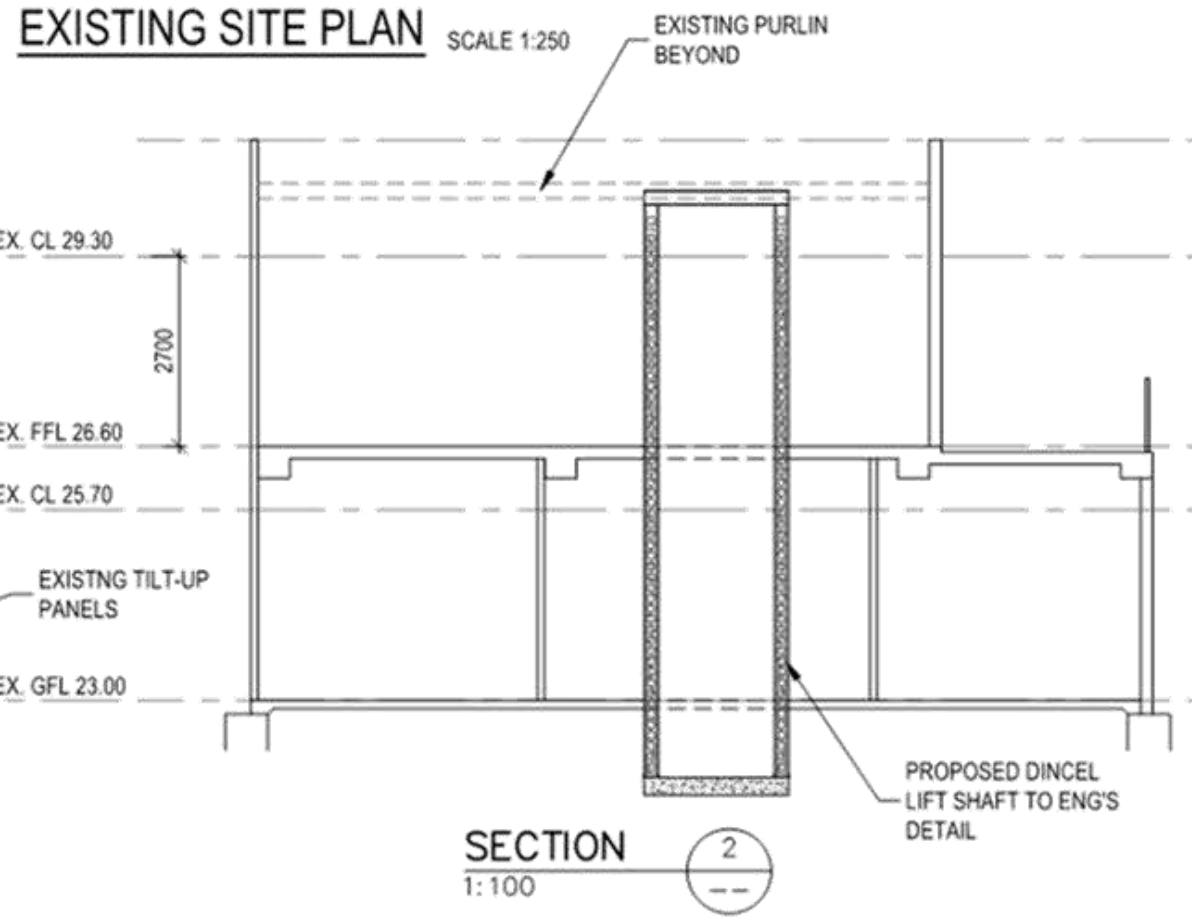 EXISTING SITE PLAN SCALE 1:250
EXISTING PURLIN
BEYOND
EX. CL 29.30
2700
EX. FFL 26.60
EX. CL 25.70
EXISTNG TILT-UP
PANELS
EX. GFL 23.00
PROPOSED DINCEL
LIFT SHAFT TO ENG'S
DETAIL
SECTION
1:100
2